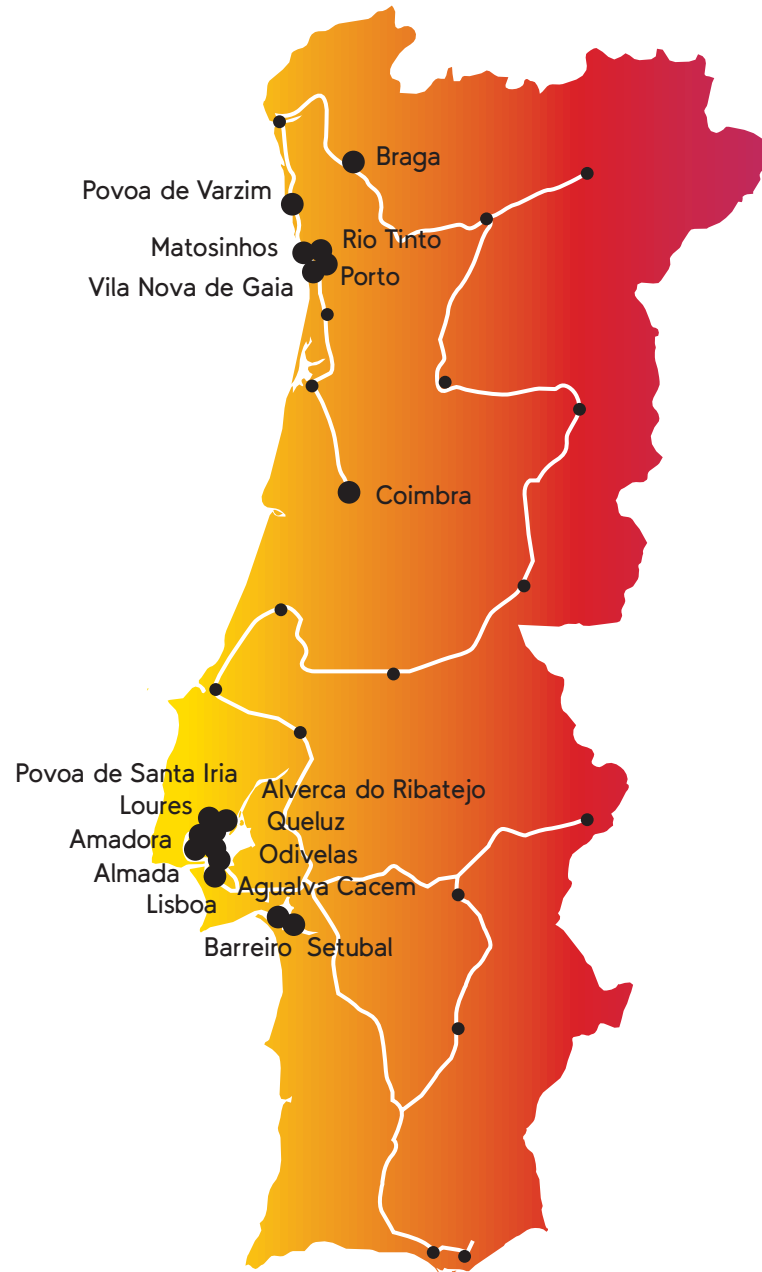 Braga
Povoa de Varzim
Rio Tinto
Matosinhos
Porto
Vila Nova de Gaia
Coimbra
Povoa de Santa Iria
Alverca do Ribatejo
Loures
Queluz
Amadora
Odivelas
Almada
Agualva Cacem
Lisboa
Barreiro Setubal